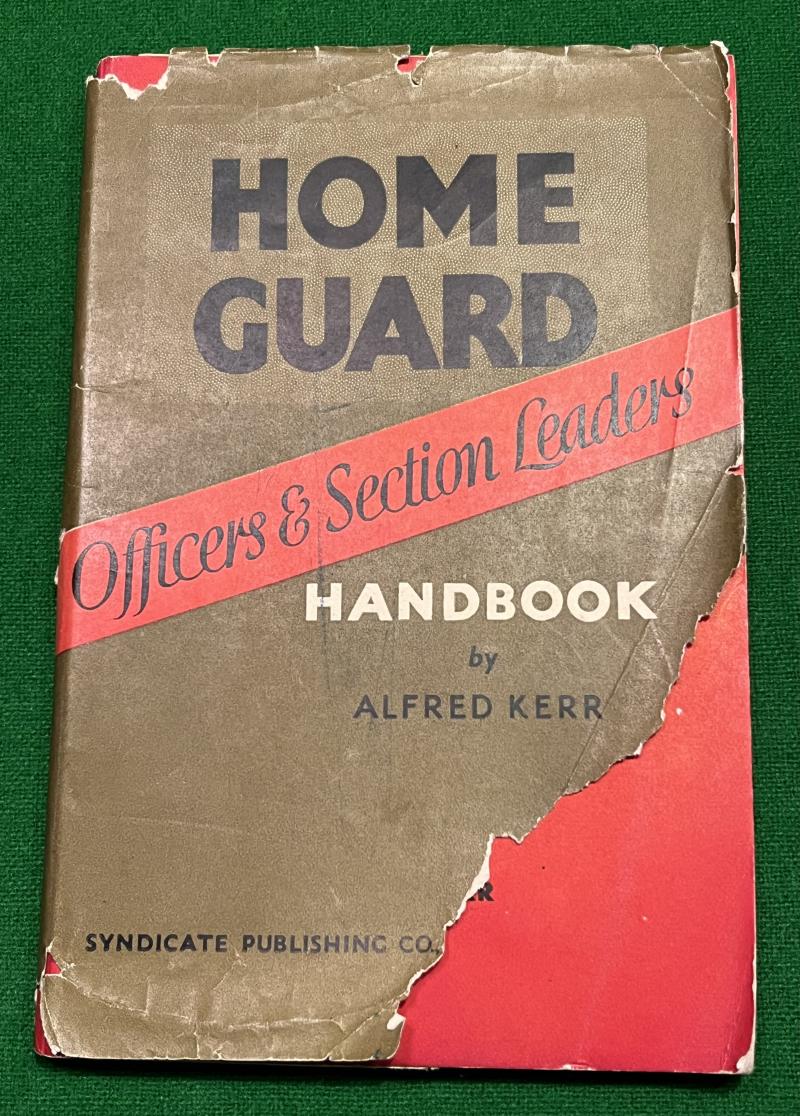 HOME
GUARD
Officers & Section Leaders
HANDBOOK
by
ALFRED KERR
SYNDICATE PUBLISHING CO.,